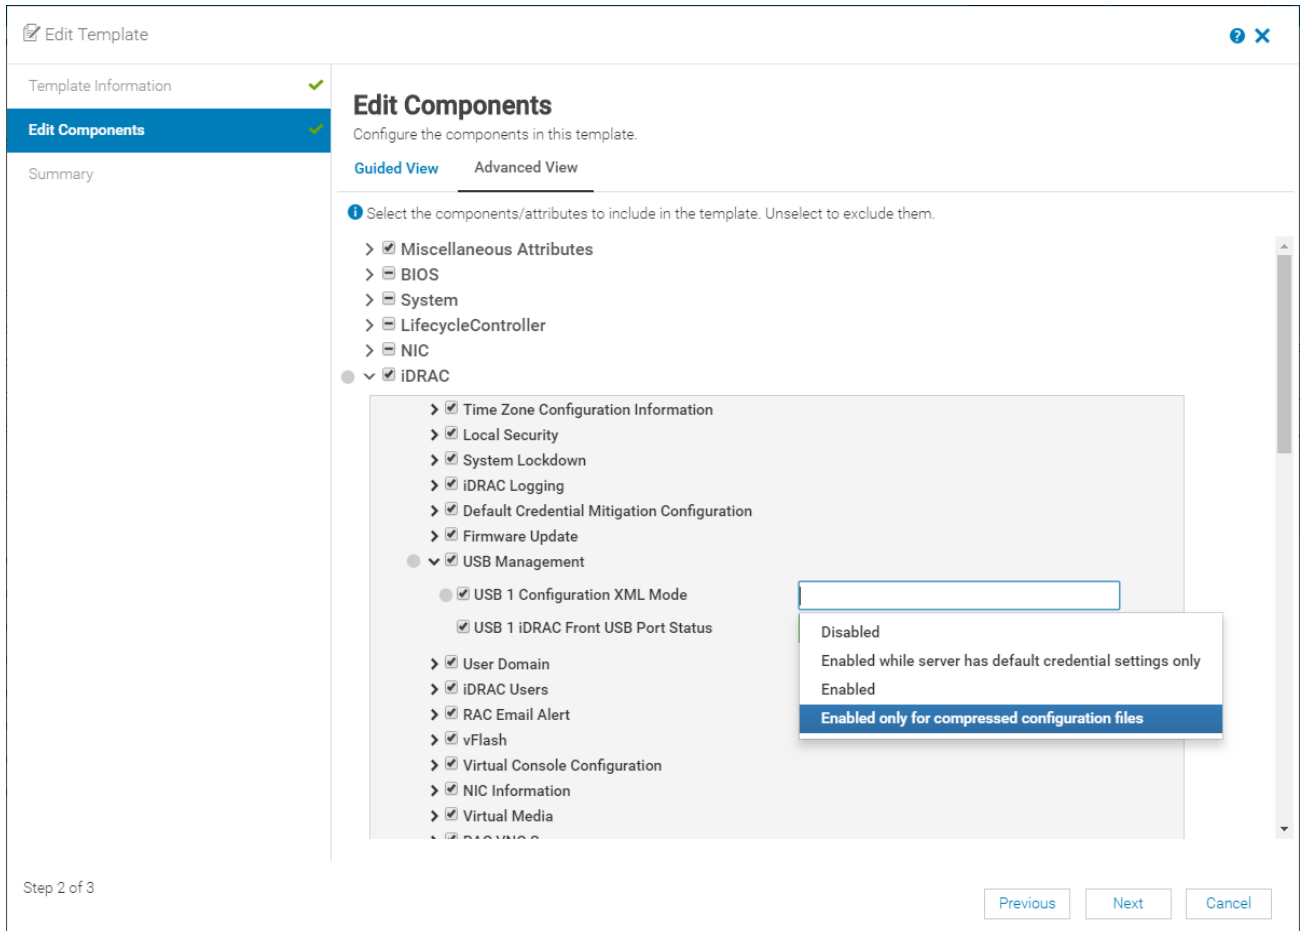 Edit Template
Template Information
Edit Components
Summary
Edit Components
Configure the components in this template.
Guided View Advanced View
Select the components/attributes to include in the template. Unselect to exclude them.
Miscellaneous Attributes
BIOS
System
LifecycleController
NIC
iDRAC
Time Zone Configuration Information
Local Security
System Lockdown
iDRAC Logging
Default Credential Mitigation Configuration
Firmware Update
USB Management
USB 1 Configuration XML Mode
USB 1 iDRAC Front USB Port Status
Disabled
Enabled while server has default credential settings only
Enabled
Enabled only for compressed configuration files
User Domain
iDRAC Users
RAC Email Alert
vFlash
Virtual Console Configuration
NIC Information
Virtual Media
Step 2 of 3
Previous Next Cancel